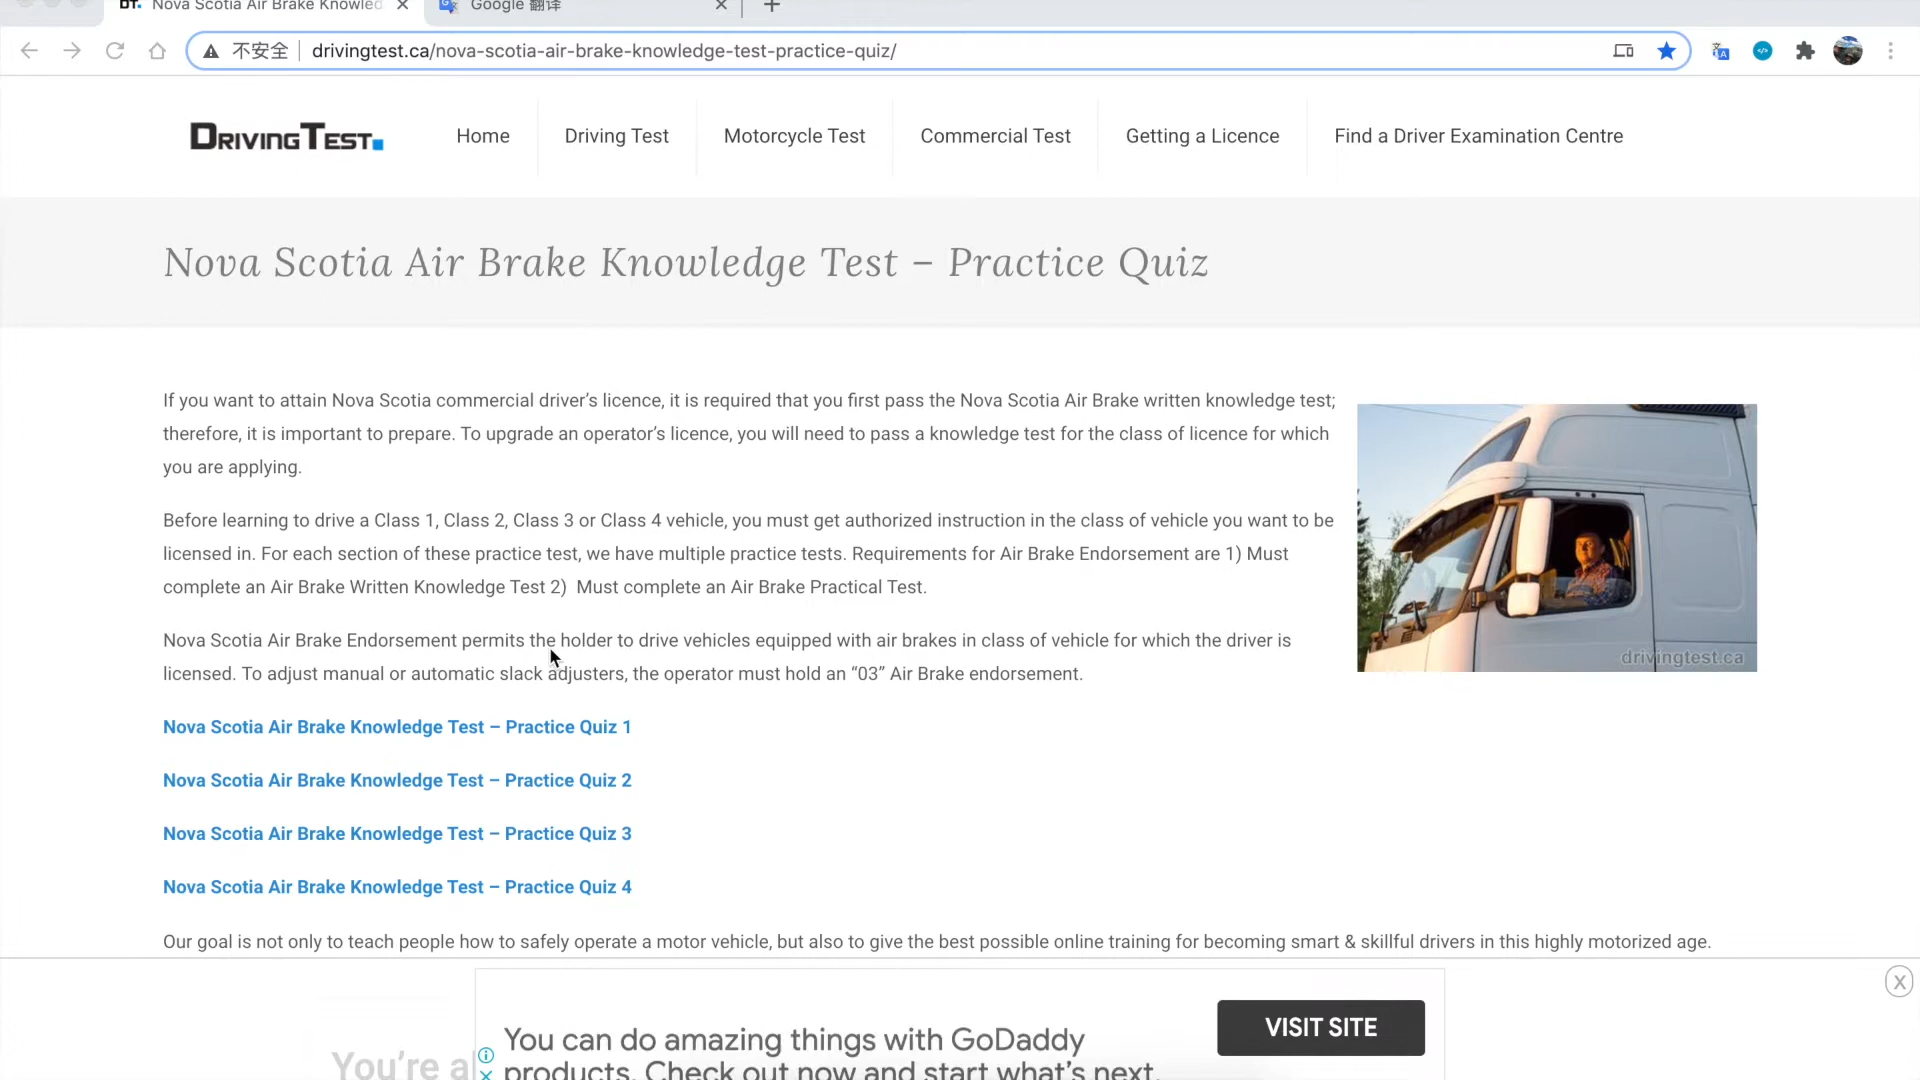 DT. Nova Scotia Air Brake Knowled
Google 翻译
不安全 drivingtest.ca/nova-scotia-air-brake-knowledge-test-practice-quiz/
DRIVINGTEST.
Home
Driving Test
Motorcycle Test
Commercial Test
Getting a Licence
Find a Driver Examination Centre
Nova Scotia Air Brake Knowledge Test – Practice Quiz
If you want to attain Nova Scotia commercial driver’s licence, it is required that you first pass the Nova Scotia Air Brake written knowledge test;
therefore, it is important to prepare. To upgrade an operator’s licence, you will need to pass a knowledge test for the class of licence for which
you are applying.
Before learning to drive a Class 1, Class 2, Class 3 or Class 4 vehicle, you must get authorized instruction in the class of vehicle you want to be
licensed in. For each section of these practice test, we have multiple practice tests. Requirements for Air Brake Endorsement are 1) Must
complete an Air Brake Written Knowledge Test 2)  Must complete an Air Brake Practical Test.
Nova Scotia Air Brake Endorsement permits the holder to drive vehicles equipped with air brakes in class of vehicle for which the driver is
licensed. To adjust manual or automatic slack adjusters, the operator must hold an “03” Air Brake endorsement.
drivingtest.ca
Nova Scotia Air Brake Knowledge Test – Practice Quiz 1
Nova Scotia Air Brake Knowledge Test – Practice Quiz 2
Nova Scotia Air Brake Knowledge Test – Practice Quiz 3
Nova Scotia Air Brake Knowledge Test – Practice Quiz 4
Our goal is not only to teach people how to safely operate a motor vehicle, but also to give the best possible online training for becoming smart & skillful drivers in this highly motorized age.
You’re al
You can do amazing things with GoDaddy
products. Check out now and start what’s next.
VISIT SITE